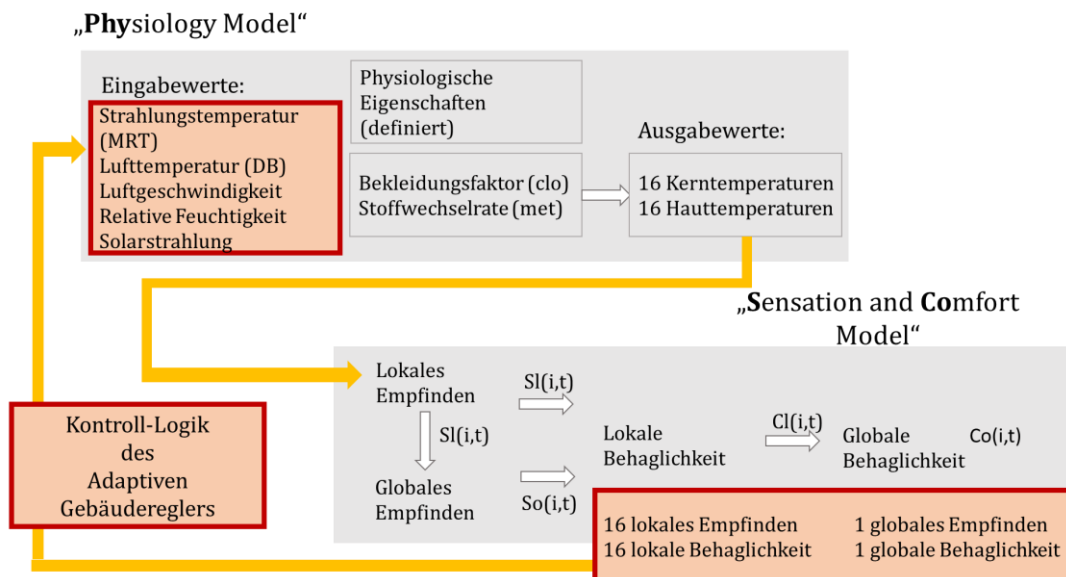 „Physiology Model“
Eingabewerte:
Strahlungstemperatur
(MRT)
Lufttemperatur (DB)
Luftgeschwindigkeit
Relative Feuchtigkeit
Solarstrahlung
Physiologische
Eigenschaften
(definiert)
Bekleidungsfaktor (clo)
Stoffwechselrate (met)
Ausgabewerte:
16 Kerntemperaturen
16 Hauttemperaturen
„Sensation and Comfort
Model“
Lokales
Empfinden
Sl(i,t)
Sl(i,t)
Globales
Empfinden
So(i,t)
Lokale
Behaglichkeit
Cl(i,t)
Globale
Behaglichkeit
Co(i,t)
16 lokales Empfinden
16 lokale Behaglichkeit
1 globales Empfinden
1 globale Behaglichkeit
Kontroll-Logik
des
Adaptiven
Gebäudereglers